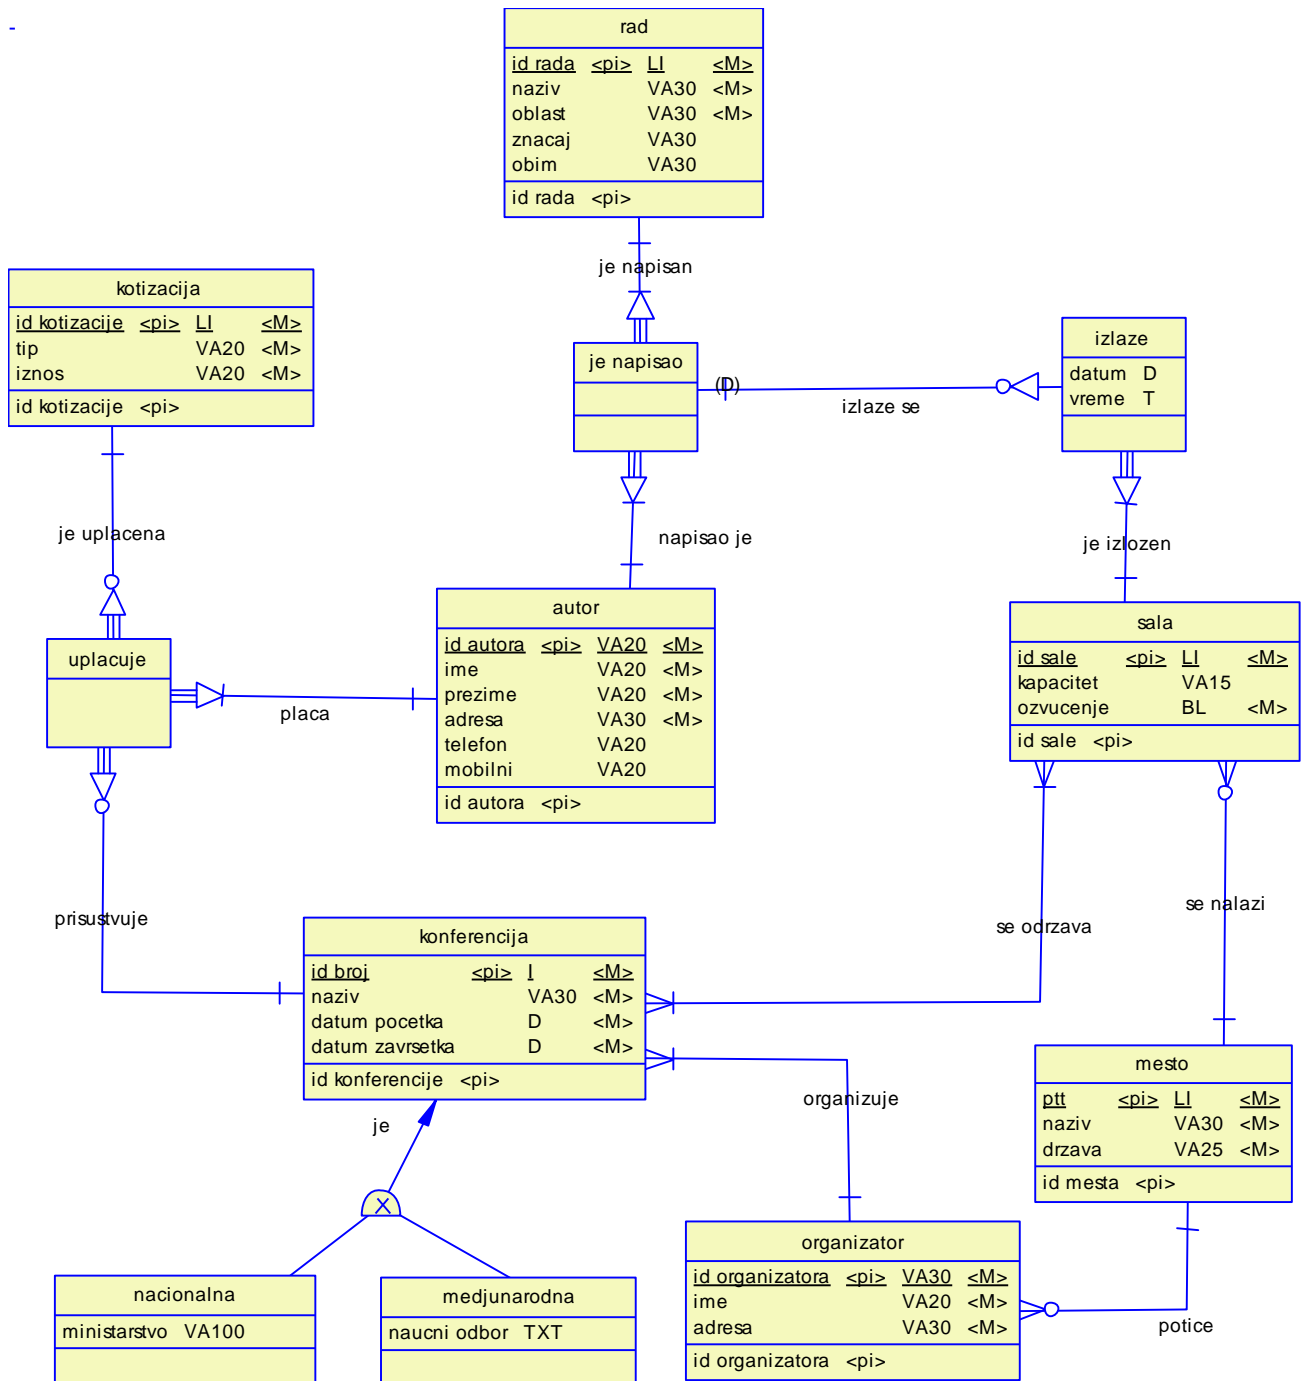 -
rad
id rada <pi> LI <M>
naziv VA30 <M>
oblast VA30 <M>
znacaj VA30
obim VA30
id rada <pi>
je napisan
kotizacija
id kotizacije <pi> LI <M>
tip VA20 <M>
iznos VA20 <M>
id kotizacije <pi>
je napisao
(D)
izlaze se
izlaze
datum D
vreme T
je uplacena
napisao je
je izlozen
uplacuje
placa
autor
id autora <pi> VA20 <M>
ime VA20 <M>
prezime VA20 <M>
adresa VA30 <M>
telefon VA20
mobilni VA20
id autora <pi>
sala
id sale <pi> LI <M>
kapacitet VA15
ozvucenje BL <M>
id sale <pi>
prisustvuje
se odrzava
se nalazi
konferencija
id broj <pi> I <M>
naziv VA30 <M>
datum pocetka D <M>
datum zavrsetka D <M>
id konferencije <pi>
je
organizuje
mesto
ptt <pi> LI <M>
naziv VA30 <M>
drzava VA25 <M>
id mesta <pi>
X
nacionalna
ministarstvo VA100
medjunarodna
naucni odbor TXT
organizator
id organizatora <pi> VA30 <M>
ime VA20 <M>
adresa VA30 <M>
id organizatora <pi>
potice